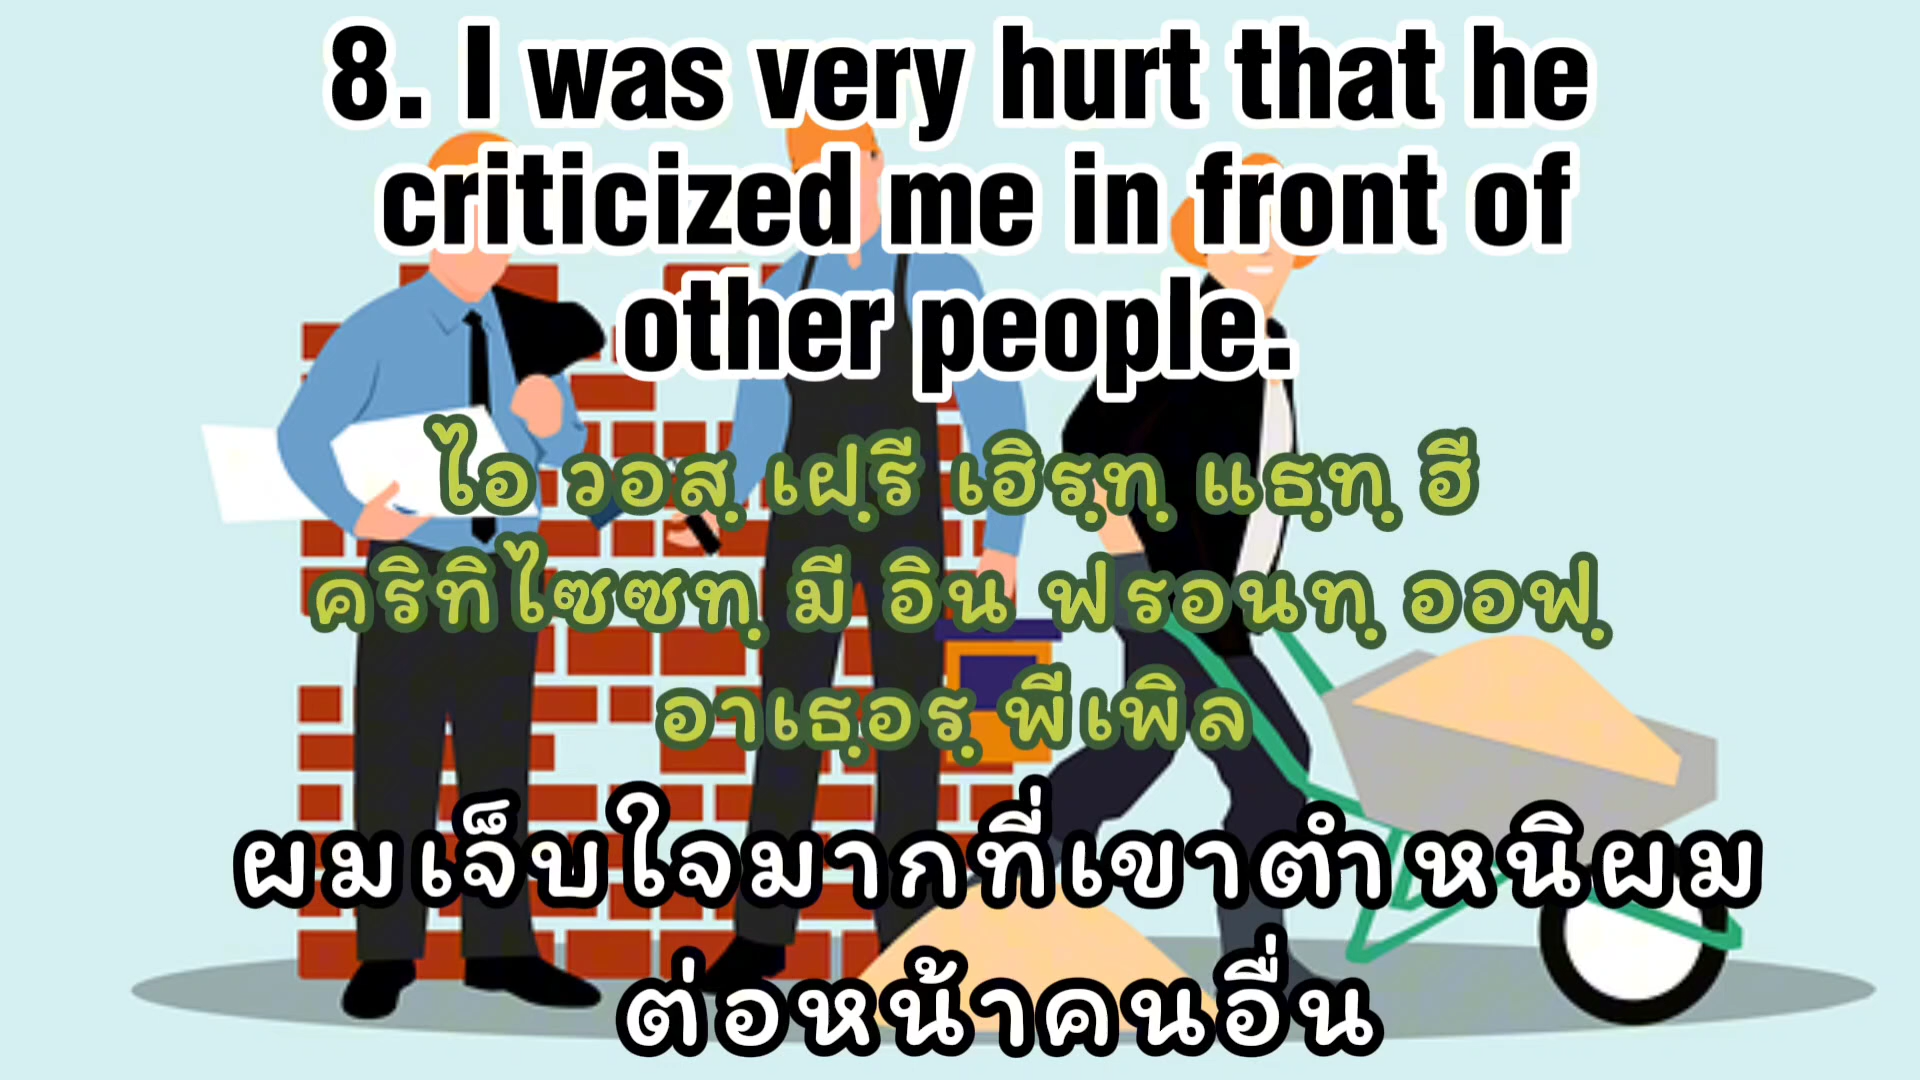 8. I was very hurt that he
criticized me in front of
other people.
ไอ วอสฺ เฝฺรี เฮิรฺทฺ แธฺทฺ ฮี
คริทิไซซทฺ มี อิน ฟรอนทฺ ออฟฺ
อาเธฺอรฺ พีเพิล
ผมเจ็บใจมากที่เขาตำหนิผม
ต่อหน้าคนอื่น